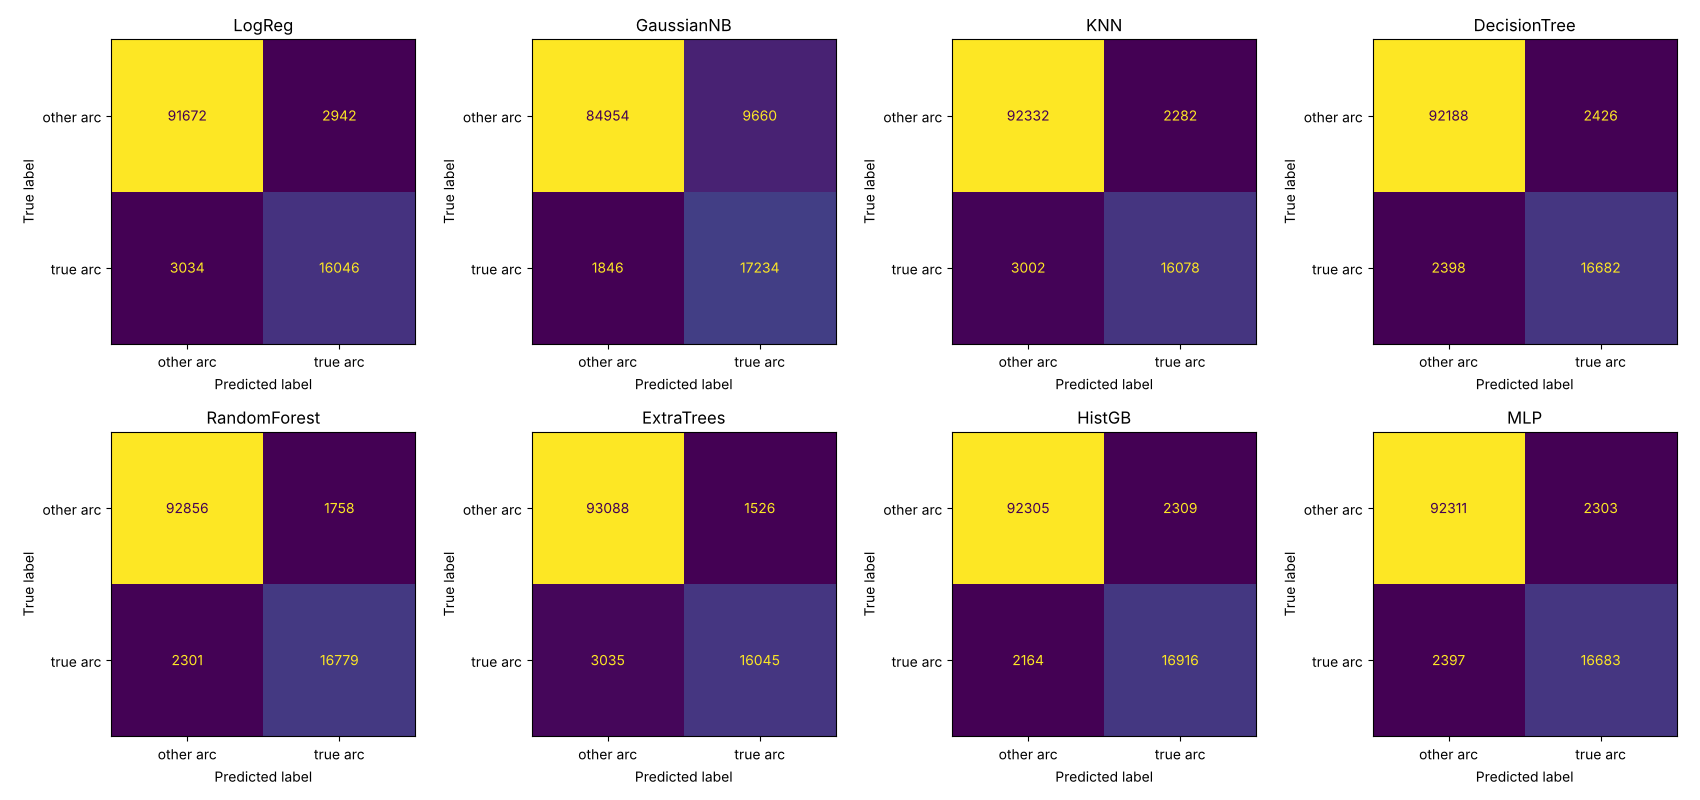 LogReg
True label
other arc
91672 2942
true arc
3034 16046
other arc true arc
Predicted label
GaussianNB
True label
other arc
84954 9660
true arc
1846 17234
other arc true arc
Predicted label
KNN
True label
other arc
92332 2282
true arc
3002 16078
other arc true arc
Predicted label
DecisionTree
True label
other arc
92188 2426
true arc
2398 16682
other arc true arc
Predicted label
RandomForest
True label
other arc
92856 1758
true arc
2301 16779
other arc true arc
Predicted label
ExtraTrees
True label
other arc
93088 1526
true arc
3035 16045
other arc true arc
Predicted label
HistGB
True label
other arc
92305 2309
true arc
2164 16916
other arc true arc
Predicted label
MLP
True label
other arc
92311 2303
true arc
2397 16683
other arc true arc
Predicted label